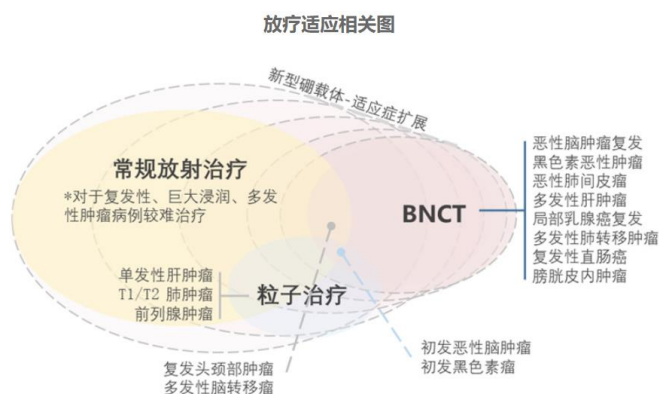 放疗适应相关图
新型硼载体-适应症扩展
常规放射治疗
*对于复发性、巨大浸润、多发
性肿瘤病例较难治疗
BNCT
恶性脑肿瘤复发
黑色素恶性肿瘤
恶性肺间皮瘤
多发性肝肿瘤
局部乳腺癌复发
多发性肺转移肿瘤
复发性直肠癌
膀胱皮内肿瘤
单发性肝肿瘤
T1/T2 肺肿瘤
前列腺肿瘤
粒子治疗
初发恶性脑肿瘤
初发黑色素瘤
复发头颈部肿瘤
多发性脑转移瘤